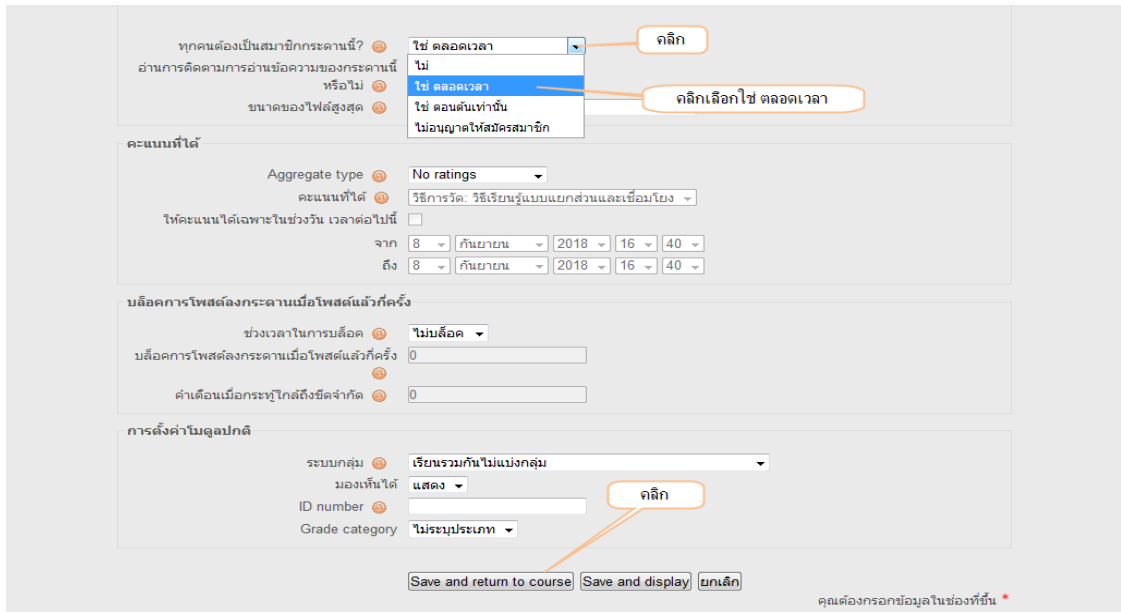 ทุกคนต้องเป็นสมาชิกกระดานนี้? ใช่ ตลอดเวลา คลิก
อ่านการติดตามการอ่านข้อความของกระดานนี้ ไม่
หรือไม่ ใช่ ตลอดเวลา คลิกเลือกใช่ ตลอดเวลา
ขนาดของไฟล์สูงสุด ใช่ ตอนต้นเท่านั้น
ไม่อนุญาตให้สมัครสมาชิก
คะแนนที่ได้
Aggregate type No ratings
คะแนนที่ได้ วิธีการวัด: วิธีเรียนรู้แบบแยกส่วนและเชื่อมโยง
ให้คะแนนได้เฉพาะในช่วงวัน เวลาต่อไปนี้
จาก 8 กันยายน 2018 16 40
ถึง 8 กันยายน 2018 16 40
บล็อคการโพสต์ลงกระดานเมื่อโพสต์แล้วกี่ครั้ง
ช่วงเวลาในการบล็อค ไม่บล็อค
บล็อคการโพสต์ลงกระดานเมื่อโพสต์แล้วกี่ครั้ง 0
คำเตือนเมื่อกระทู้ใกล้ถึงขีดจำกัด 0
การตั้งค่าโมดูลปกติ
ระบบกลุ่ม เรียนรวมกันไม่แบ่งกลุ่ม
มองเห็นได้ แสดง คลิก
ID number
Grade category ไม่ระบุประเภท
Save and return to course Save and display ยกเลิก
คุณต้องกรอกข้อมูลในช่องที่ขึ้น *